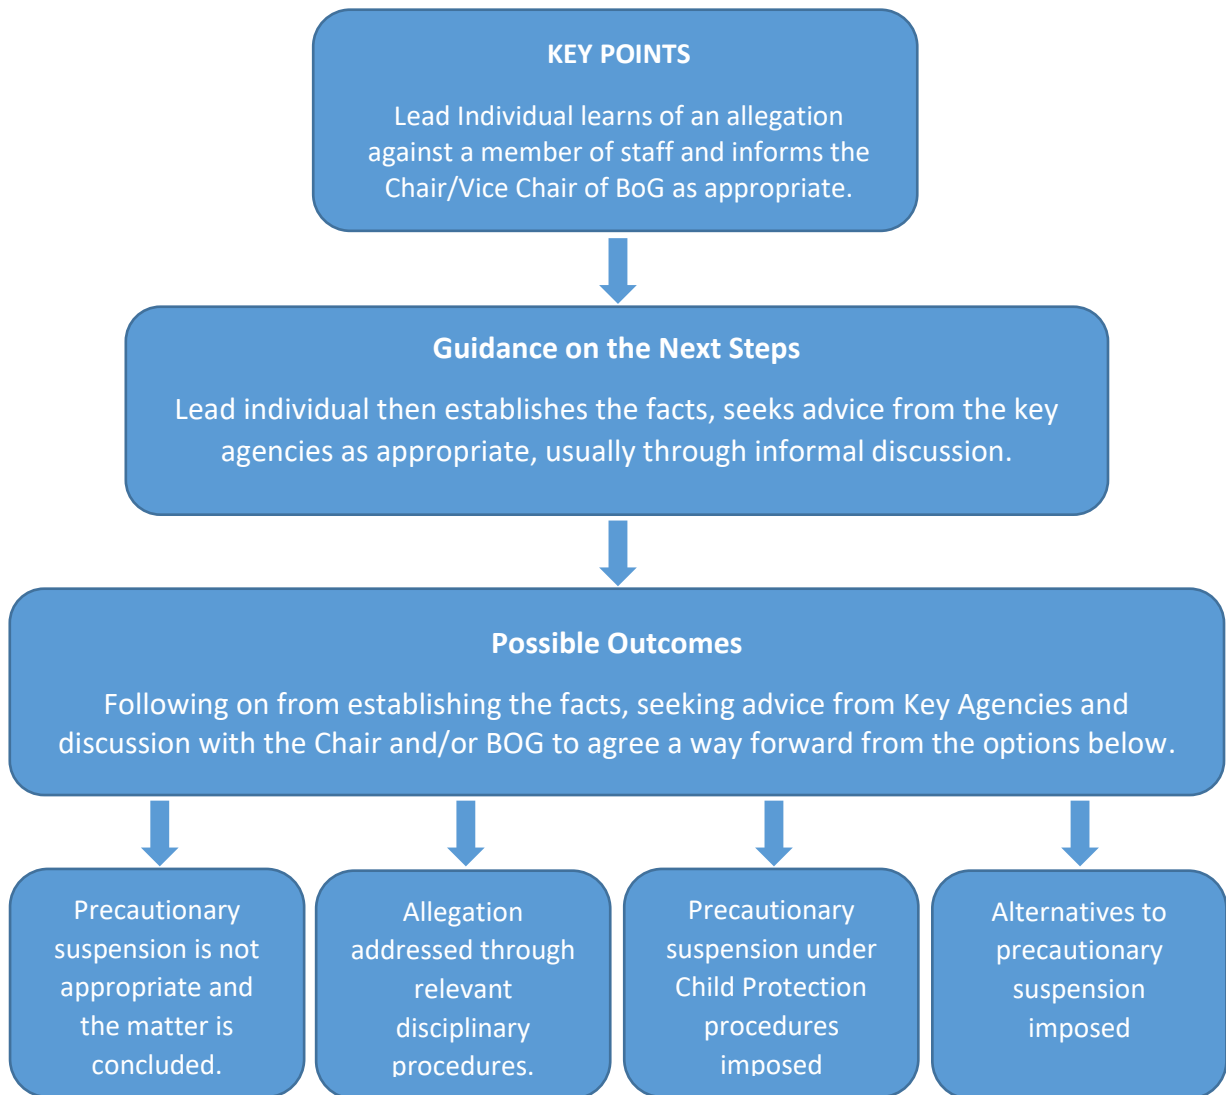 KEY POINTS
Lead Individual learns of an allegation
against a member of staff and informs the
Chair/Vice Chair of BoG as appropriate.
Guidance on the Next Steps
Lead individual then establishes the facts, seeks advice from the key
agencies as appropriate, usually through informal discussion.
Possible Outcomes
Following on from establishing the facts, seeking advice from Key Agencies and
discussion with the Chair and/or BOG to agree a way forward from the options below.
Precautionary
suspension is not
appropriate and
the matter is
concluded.
Allegation
addressed through
relevant
disciplinary
procedures.
Precautionary
suspension under
Child Protection
procedures
imposed
Alternatives to
precautionary
suspension
imposed